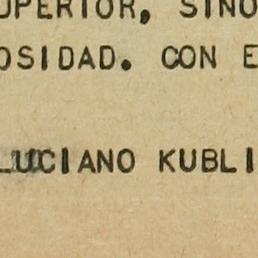 UPERIOR, SINO
OSIDAD. CON E
LUCIANO KUBLI